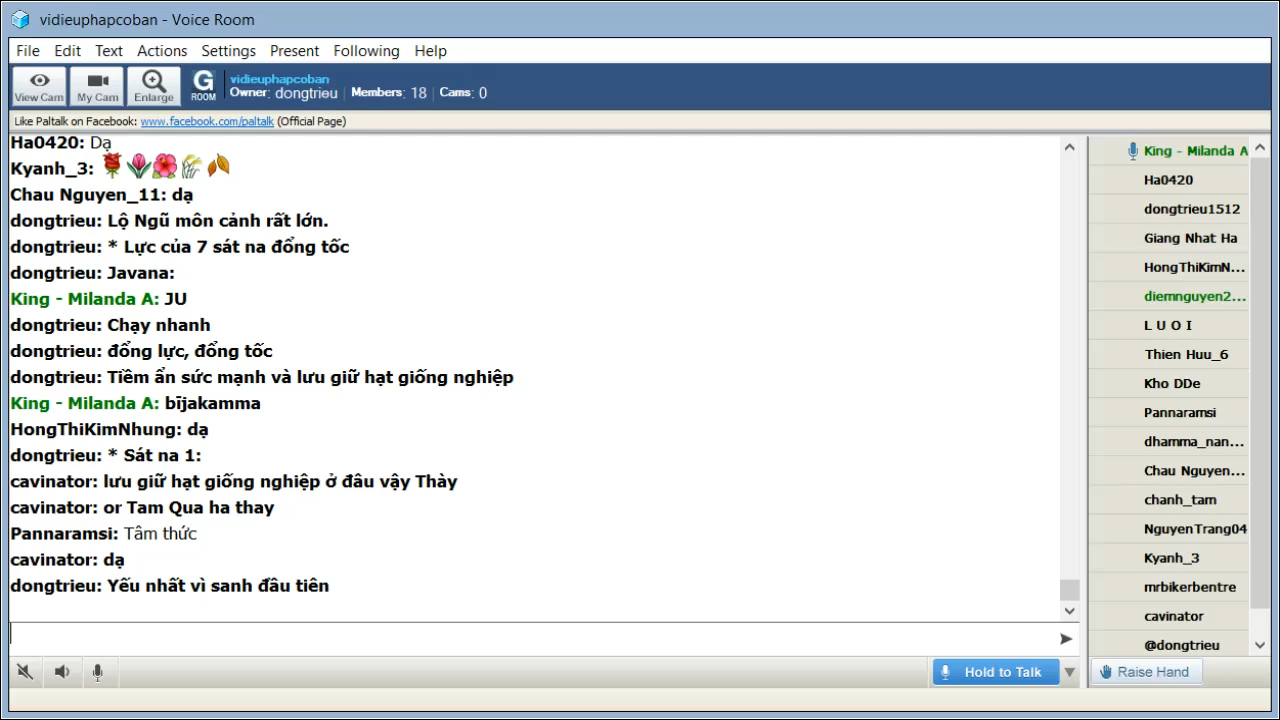 vidieuphapcoban - Voice Room
File Edit Text Actions Settings Present Following Help
View Cam My Cam Enlarge G ROOM
vidieuphapcoban
Owner: dongtrieu Members: 18 Cams: 0
Like Paltalk on Facebook: www.facebook.com/paltalk (Official Page)
Ha0420: Dạ
Kyanh_3:
Chau Nguyen_11: dạ
dongtrieu: Lộ Ngũ môn cảnh rất lớn.
dongtrieu: * Lực của 7 sát na đổng tốc
dongtrieu: Javana:
King - Milanda A: JU
dongtrieu: Chạy nhanh
dongtrieu: đổng lực, đổng tốc
dongtrieu: Tiềm ẩn sức mạnh và lưu giữ hạt giống nghiệp
King - Milanda A: bījakamma
HongThiKimNhung: dạ
dongtrieu: * Sát na 1:
cavinator: lưu giữ hạt giống nghiệp ở đâu vậy Thày
cavinator: or Tam Qua ha thay
Pannaramsi: Tâm thức
cavinator: dạ
dongtrieu: Yếu nhất vì sanh đầu tiên
King - Milanda A
Ha0420
dongtrieu1512
Giang Nhat Ha
HongThiKimN...
diemnguyen2...
L U O I
Thien Huu_6
Kho DDe
Pannaramsi
dhamma_nan...
Chau Nguyen...
chanh_tam
NguyenTrang04
Kyanh_3
mrbikerbentre
cavinator
@dongtrieu
Hold to Talk
Raise Hand